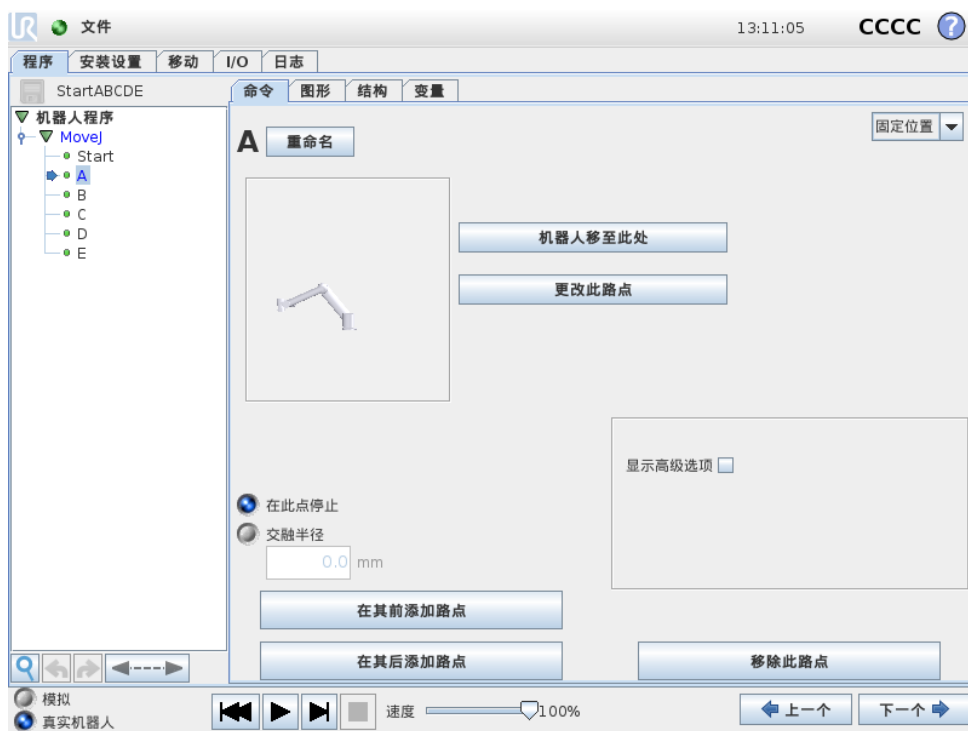 UR 文件 13:11:05 CCCC ?
程序 安装设置 移动 I/O 日志
StartABCDE 命令 图形 结构 变量
机器人程序
MoveJ
Start
A
B
C
D
E
A 重命名 固定位置
机器人移至此处
更改此路点
显示高级选项
在此点停止
交融半径
0.0 mm
在其前添加路点
在其后添加路点 移除此路点
模拟
真实机器人
速度 100% 上一个 下一个